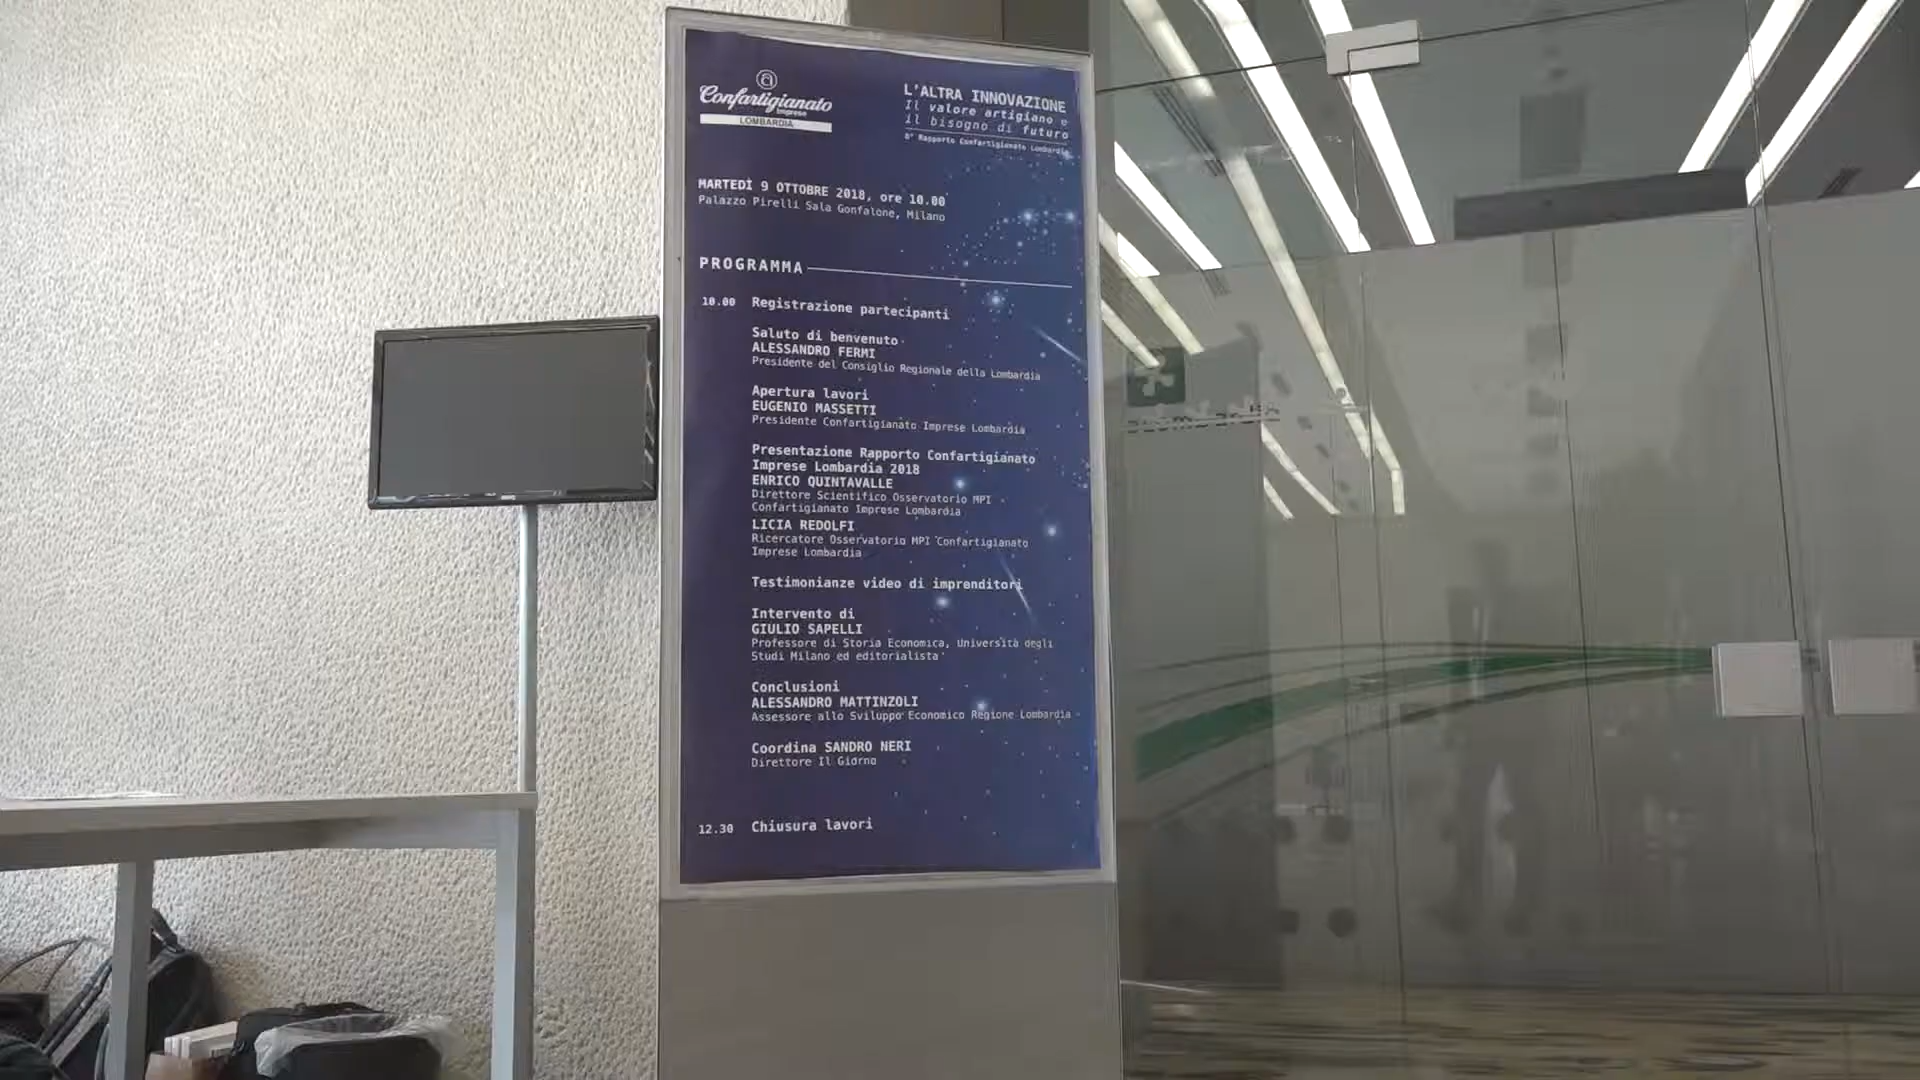 Confartigianato
Imprese
LOMBARDIA
L'ALTRA INNOVAZIONE
Il valore artigiano e
il bisogno di futuro
8° Rapporto Confartigianato Lombardia
MARTEDÌ 9 OTTOBRE 2018, ore 10.00
Palazzo Pirelli Sala Gonfalone, Milano
PROGRAMMA
10.00 Registrazione partecipanti
Saluto di benvenuto
ALESSANDRO FERMI
Presidente del Consiglio Regionale della Lombardia
Apertura lavori
EUGENIO MASSETTI
Presidente Confartigianato Imprese Lombardia
Presentazione Rapporto Confartigianato
Imprese Lombardia 2018
ENRICO QUINTAVALLE
Direttore Scientifico Osservatorio MPI
Confartigianato Imprese Lombardia
LICIA REDOLFI
Ricercatore Osservatorio MPI Confartigianato
Imprese Lombardia
Testimonianze video di imprenditori
Intervento di
GIULIO SAPELLI
Professore di Storia Economica, Università degli
Studi Milano ed editorialista
Conclusioni
ALESSANDRO MATTINZOLI
Assessore allo Sviluppo Economico Regione Lombardia
Coordina SANDRO NERI
Direttore Il Giorno
12.30 Chiusura lavori